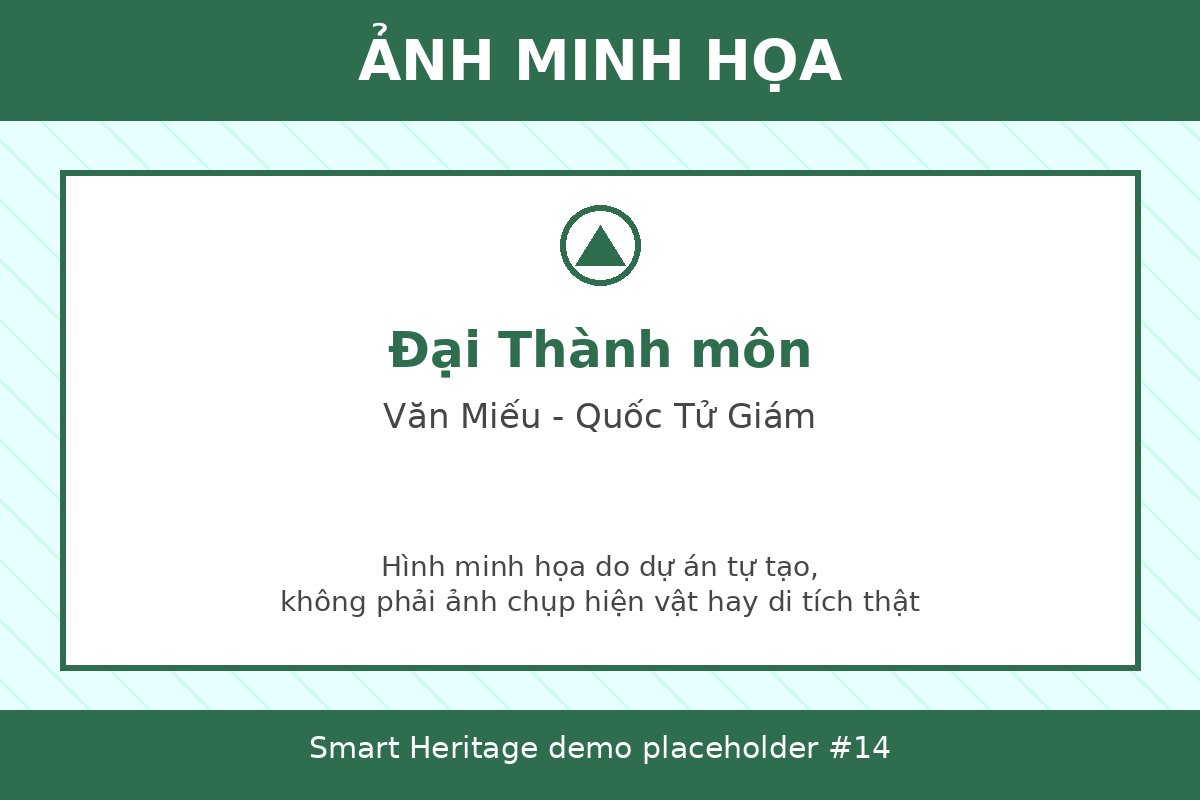 ẢNH MINH HỌA
Đại Thành môn
Văn Miếu - Quốc Tử Giám
Hình minh họa do dự án tự tạo,
không phải ảnh chụp hiện vật hay di tích thật
Smart Heritage demo placeholder #14